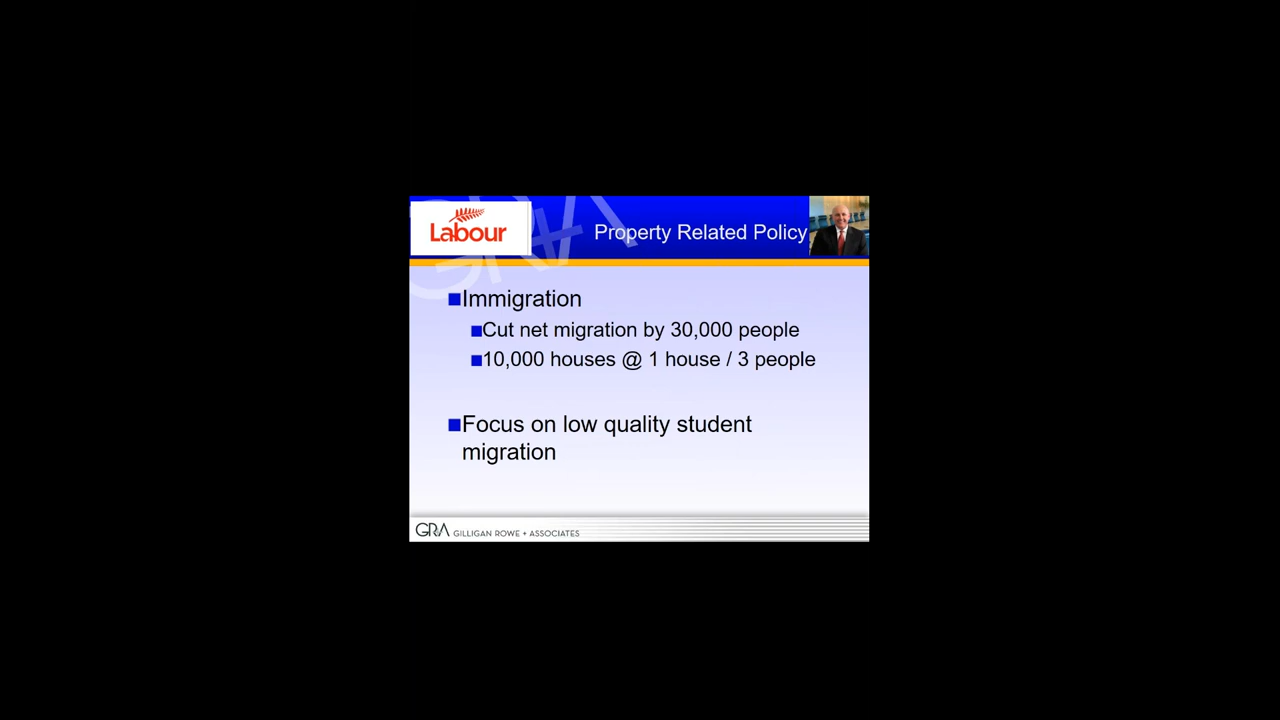 Labour
Property Related Policy
Immigration
Cut net migration by 30,000 people
10,000 houses @ 1 house / 3 people
Focus on low quality student
migration
GRA GILLIGAN ROWE + ASSOCIATES